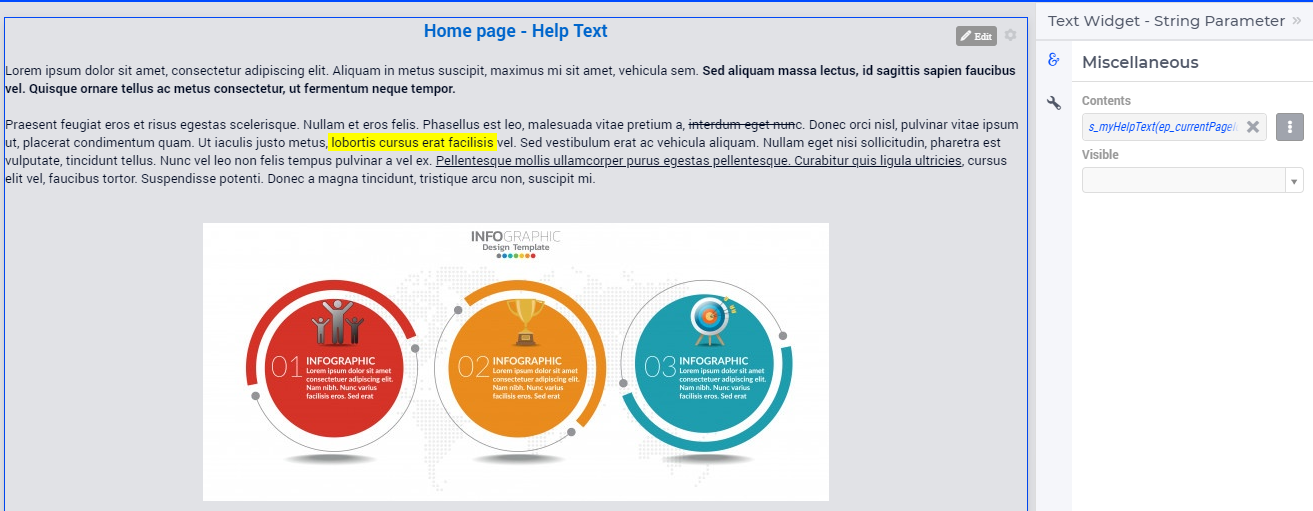 Home page - Help Text
Edit
Lorem ipsum dolor sit amet, consectetur adipiscing elit. Aliquam in metus suscipit, maximus mi sit amet, vehicula sem. Sed aliquam massa lectus, id sagittis sapien faucibus
vel. Quisque ornare tellus ac metus consectetur, ut fermentum neque tempor.
Praesent feugiat eros et risus egestas scelerisque. Nullam et eros felis. Phasellus est leo, malesuada vitae pretium a, interdum eget nunc. Donec orci nisl, pulvinar vitae ipsum
ut, placerat condimentum quam. Ut iaculis justo metus, lobortis cursus erat facilisis vel. Sed vestibulum erat ac vehicula aliquam. Nullam eget nisi sollicitudin, pharetra est
vulputate, tincidunt tellus. Nunc vel leo non felis tempus pulvinar a vel ex. Pellentesque mollis ullamcorper purus egestas pellentesque. Curabitur quis ligula ultricies, cursus
elit vel, faucibus tortor. Suspendisse potenti. Donec a magna tincidunt, tristique arcu non, suscipit mi.
INFOGRAPHIC
Design Template
01 INFOGRAPHIC
Lorem ipsum dolor sit amet
consectetuer adipiscing elit.
Nam nibh. Nunc varius
facilisis eros. Sed erat
02 INFOGRAPHIC
Lorem ipsum dolor sit amet
consectetuer adipiscing elit.
Nam nibh. Nunc varius
facilisis eros. Sed erat
03 INFOGRAPHIC
Lorem ipsum dolor sit amet
consectetuer adipiscing elit.
Nam nibh. Nunc varius
facilisis eros. Sed erat
Text Widget - String Parameter »
&
Miscellaneous
Contents
s_myHelpText(ep_currentPageI
Visible